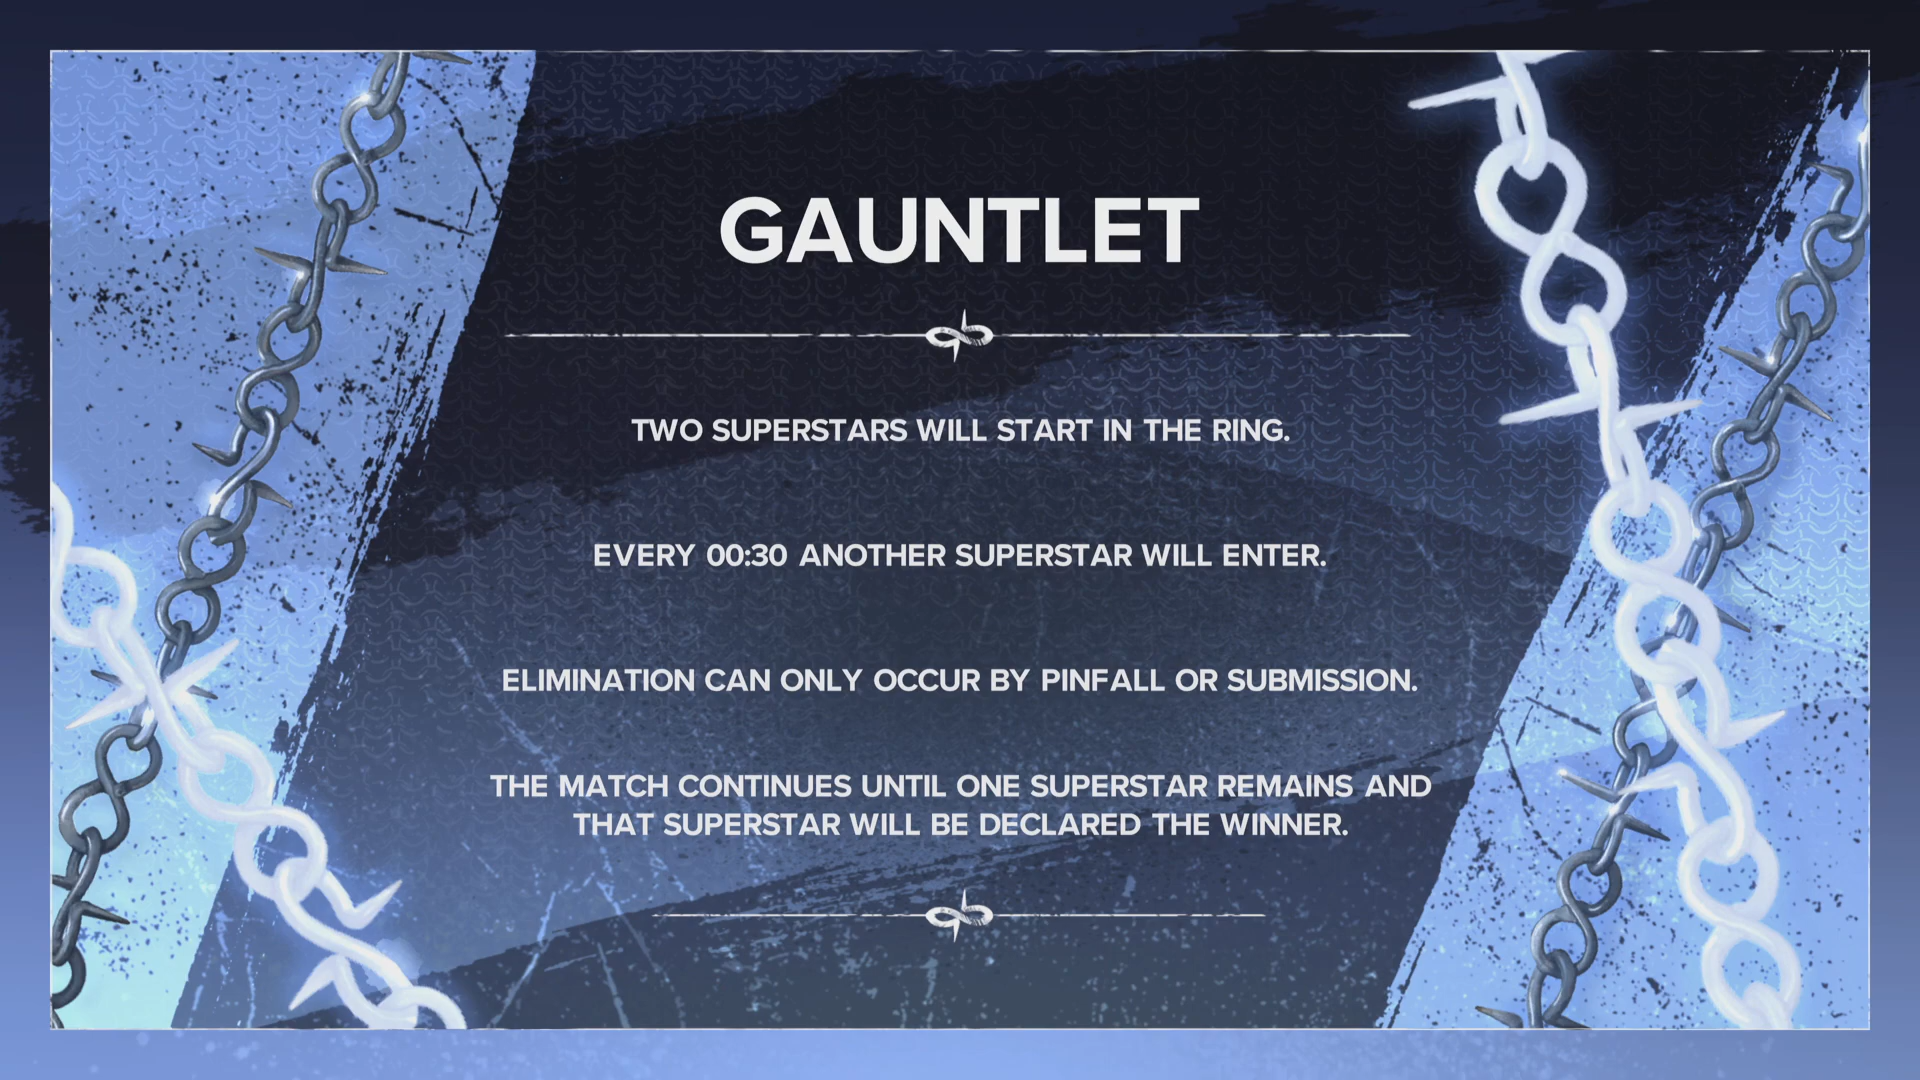 GAUNTLET
TWO SUPERSTARS WILL START IN THE RING.
EVERY 00:30 ANOTHER SUPERSTAR WILL ENTER.
ELIMINATION CAN ONLY OCCUR BY PINFALL OR SUBMISSION.
THE MATCH CONTINUES UNTIL ONE SUPERSTAR REMAINS AND
THAT SUPERSTAR WILL BE DECLARED THE WINNER.